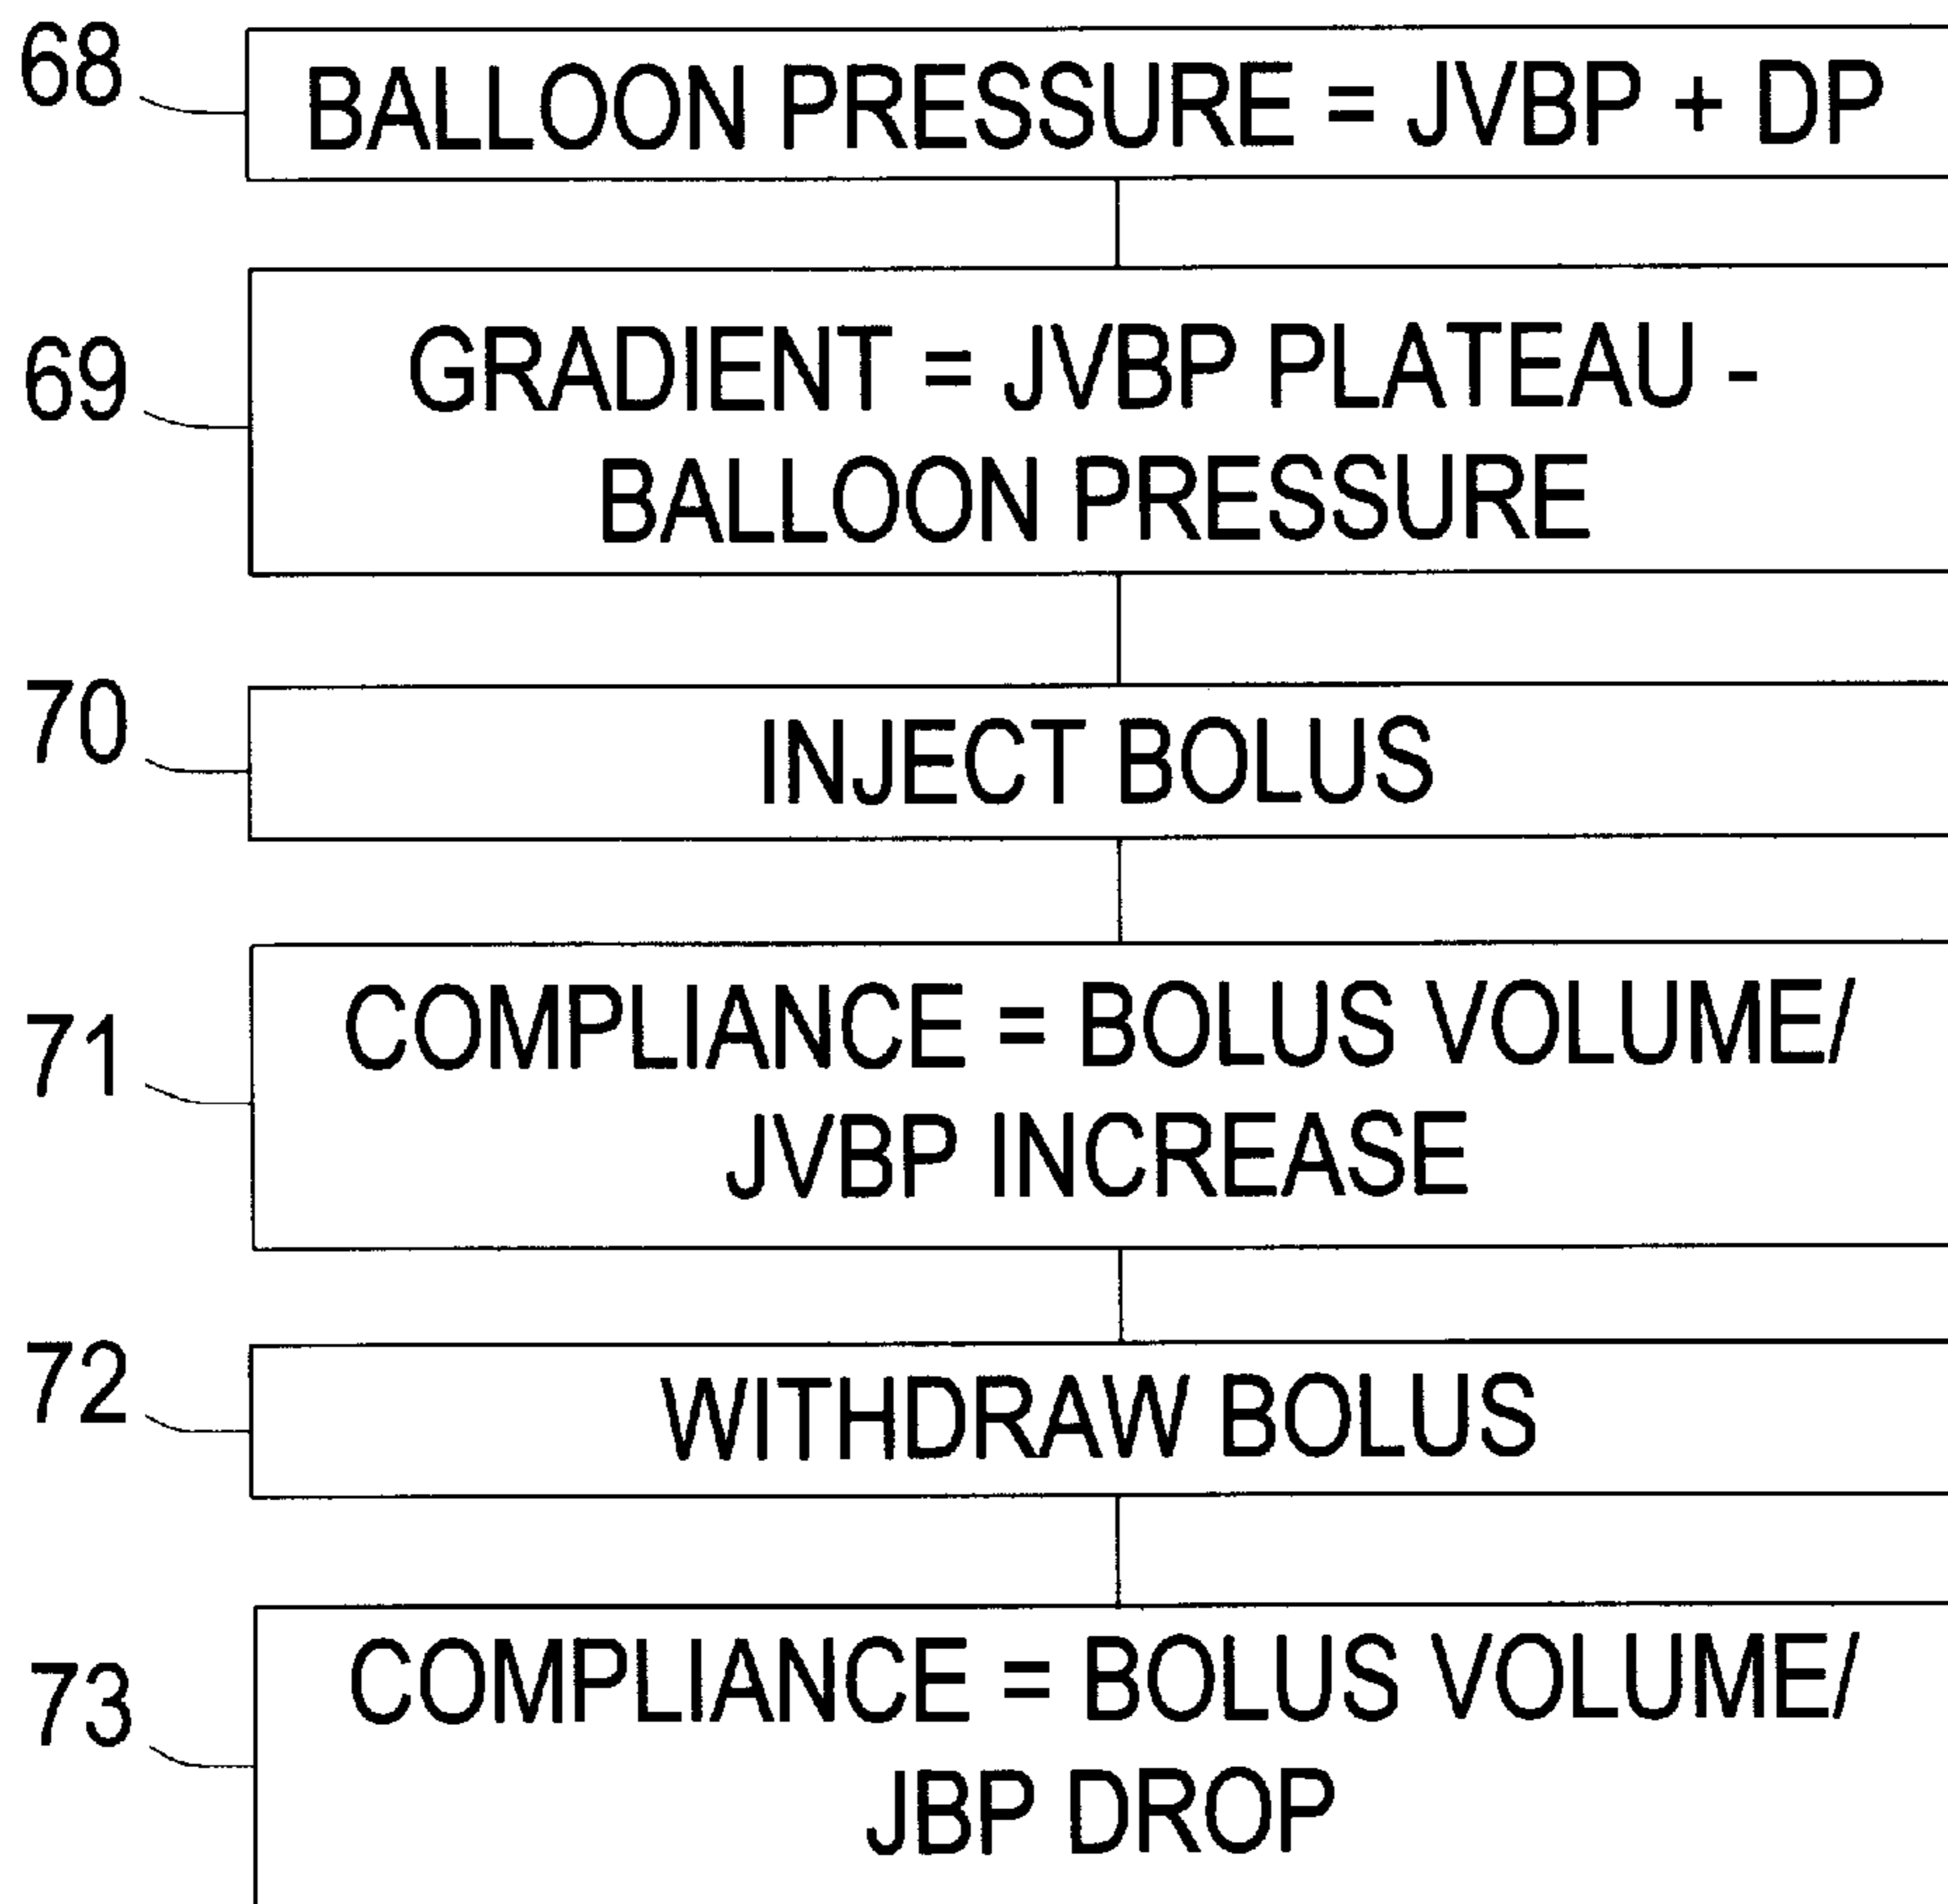 68
BALLOON PRESSURE = JVBP + DP
69
GRADIENT = JVBP PLATEAU -
BALLOON PRESSURE
70
INJECT BOLUS
71
COMPLIANCE = BOLUS VOLUME/
JVBP INCREASE
72
WITHDRAW BOLUS
73
COMPLIANCE = BOLUS VOLUME/
JBP DROP